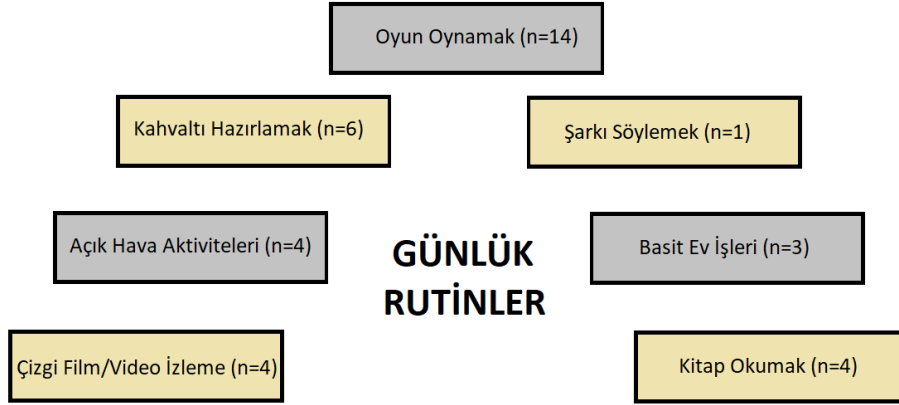 Oyun Oynamak (n=14)
Kahvaltı Hazırlamak (n=6)
Şarkı Söylemek (n=1)
Açık Hava Aktiviteleri (n=4)
GÜNLÜK
RUTİNLER
Basit Ev İşleri (n=3)
Çizgi Film/Video İzleme (n=4)
Kitap Okumak (n=4)